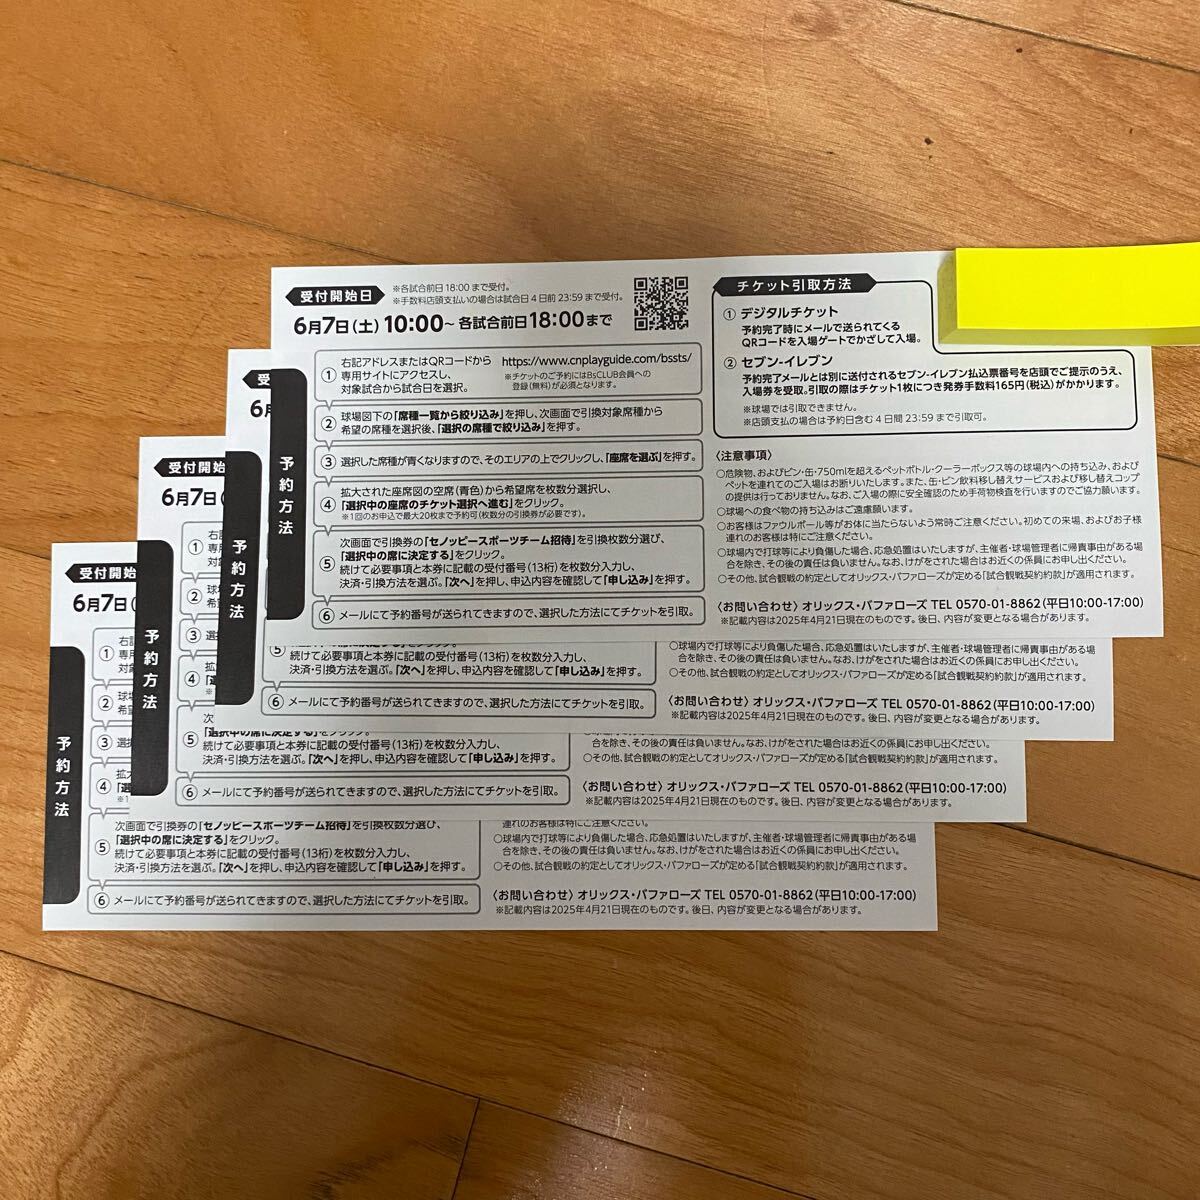 受付開始日
※各試合前日18:00まで受付。
※手数料店頭支払いの場合は試合日4日前 23:59まで受付。
6月7日(土) 10:00～ 各試合前日18:00まで
予約方法
① 右記アドレスまたはQRコードから
専用サイトにアクセスし、
対象試合から試合日を選択。
https://www.cnplayguide.com/bssts/
※チケットのご予約にはBsCLUB会員への
登録(無料)が必須となります。
② 球場図下の「席種一覧から絞り込み」を押し、次画面で引換対象席種から
希望の席種を選択後、「選択の席種で絞り込み」を押す。
③ 選択した席種が青くなりますので、そのエリアの上でクリックし、「座席を選ぶ」を押す。
④ 拡大された座席図の空席(青色)から希望席を枚数分選択し、
「選択中の座席のチケット選択へ進む」をクリック。
※1回のお申込で最大20枚まで予約可(枚数分の引換券が必要です)。
⑤ 次画面で引換券の「セノッピースポーツチーム招待」を引換枚数分選び、
「選択中の席に決定する」をクリック。
続けて必要事項と本券に記載の受付番号(13桁)を枚数分入力し、
決済・引換方法を選ぶ。「次へ」を押し、申込内容を確認して「申し込み」を押す。
⑥ メールにて予約番号が送られてきますので、選択した方法にてチケットを引取。
チケット引取方法
① デジタルチケット
予約完了時にメールで送られてくる
QRコードを入場ゲートでかざして入場。
② セブン-イレブン
予約完了メールとは別に送付されるセブン-イレブン払込票番号を店頭でご提示のうえ、
入場券を受取。引取の際はチケット1枚につき発券手数料165円(税込)がかかります。
※球場では引取できません。
※店頭支払の場合は予約日含む4日間 23:59まで引取可。
〈注意事項〉
○危険物、およびビン・缶・750mlを超えるペットボトル・クーラーボックス等の球場内への持ち込み、および
ペットを連れてのご入場はお断りいたします。また、缶・ビン飲料移し替えサービスおよび移し替えコップ
の提供は行っておりません。なお、ご入場の際に安全確認のため手荷物検査を行いますのでご協力願います。
○球場への食べ物の持ち込みはご遠慮願います。
○お客様はファウルボール等がお体に当たらないよう常時ご注意ください。初めての来場、およびお子様
連れのお客様は特にご注意ください。
○球場内で打球等により負傷した場合、応急処置はいたしますが、主催者・球場管理者に帰責事由がある場
合を除き、その後の責任は負いません。なお、けがをされた場合はお近くの係員にお申し出ください。
○その他、試合観戦の約定としてオリックス・バファローズが定める「試合観戦契約約款」が適用されます。
〈お問い合わせ〉オリックス・バファローズ TEL 0570-01-8862(平日10:00-17:00)
※記載内容は2025年4月21日現在のものです。後日、内容が変更となる場合があります。
受
6月
予約方法
続けて必要事項と本券に記載の受付番号(13桁)を枚数分入力し、
⑤ 決済・引換方法を選ぶ。「次へ」を押し、申込内容を確認して「申し込み」を押す。
⑥ メールにて予約番号が送られてきますので、選択した方法にてチケットを引取。
○球場内で打球等により負傷した場合、応急処置はいたしますが、主催者・球場管理者に帰責事由がある場
合を除き、その後の責任は負いません。なお、けがをされた場合はお近くの係員にお申し出ください。
○その他、試合観戦の約定としてオリックス・バファローズが定める「試合観戦契約約款」が適用されます。
〈お問い合わせ〉オリックス・バファローズ TEL 0570-01-8862(平日10:00-17:00)
※記載内容は2025年4月21日現在のものです。後日、内容が変更となる場合があります。
受付開始
6月7日(
予約方法
① 右
専
対
② 球場
希
③ 選
④ 拡
⑤ 次
「選択中の席に決定する」をクリック。
続けて必要事項と本券に記載の受付番号(13桁)を枚数分入力し、
決済・引換方法を選ぶ。「次へ」を押し、申込内容を確認して「申し込み」を押す。
⑥ メールにて予約番号が送られてきますので、選択した方法にてチケットを引取。
合を除き、その後の責任は負いません。なお、けがをされた場合はお近くの係員にお申し出ください。
○その他、試合観戦の約定としてオリックス・バファローズが定める「試合観戦契約約款」が適用されます。
〈お問い合わせ〉オリックス・バファローズ TEL 0570-01-8862(平日10:00-17:00)
※記載内容は2025年4月21日現在のものです。後日、内容が変更となる場合があります。
受付開始
6月7日(
予約方法
① 右記
専用
対象
② 球場
希望
③ 選択
④ 拡大
「選
※1
⑤ 次画面で引換券の「セノッピースポーツチーム招待」を引換枚数分選び、
「選択中の席に決定する」をクリック。
続けて必要事項と本券に記載の受付番号(13桁)を枚数分入力し、
決済・引換方法を選ぶ。「次へ」を押し、申込内容を確認して「申し込み」を押す。
⑥ メールにて予約番号が送られてきますので、選択した方法にてチケットを引取。
連れのお客様は特にご注意ください。
○球場内で打球等により負傷した場合、応急処置はいたしますが、主催者・球場管理者に帰責事由がある場
合を除き、その後の責任は負いません。なお、けがをされた場合はお近くの係員にお申し出ください。
○その他、試合観戦の約定としてオリックス・バファローズが定める「試合観戦契約約款」が適用されます。
〈お問い合わせ〉オリックス・バファローズ TEL 0570-01-8862(平日10:00-17:00)
※記載内容は2025年4月21日現在のものです。後日、内容が変更となる場合があります。